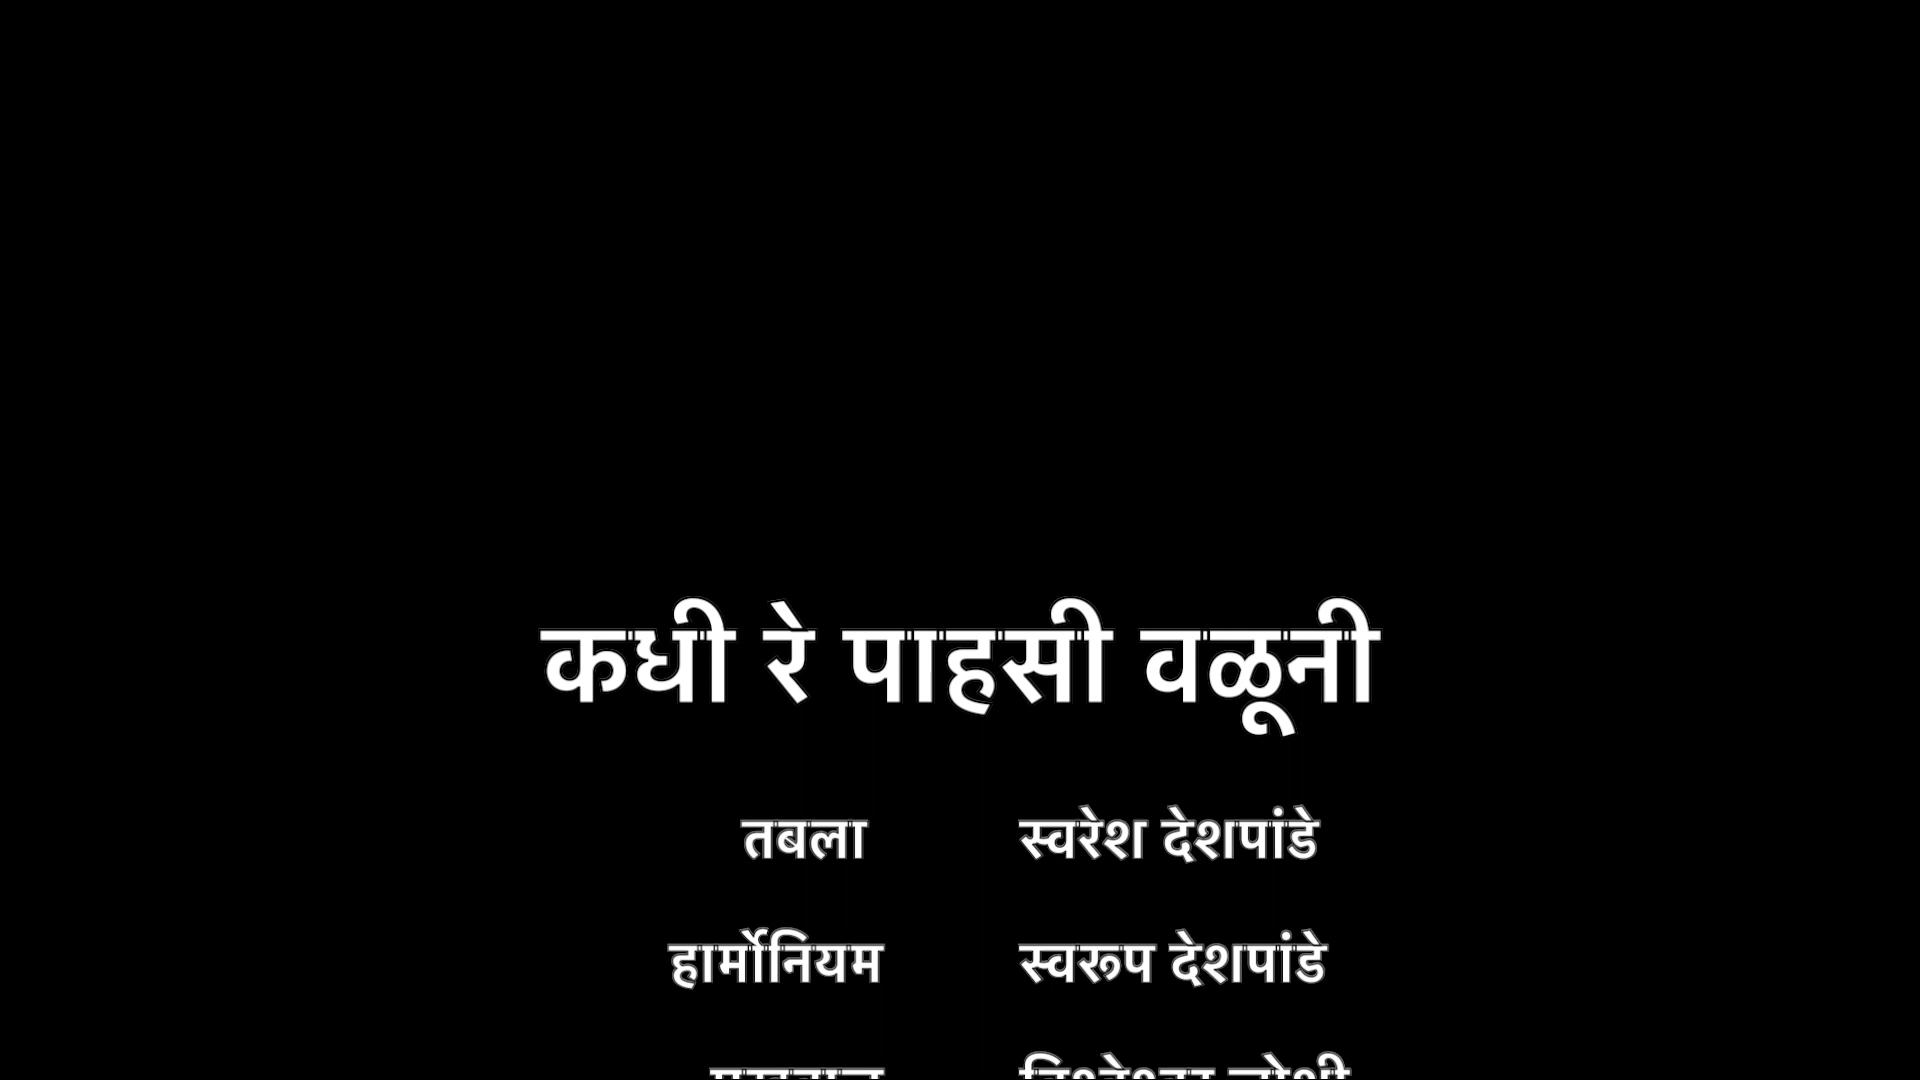 कधी रे पाहसी वळूनी
तबला स्वरेश देशपांडे
हार्मोनियम स्वरूप देशपांडे